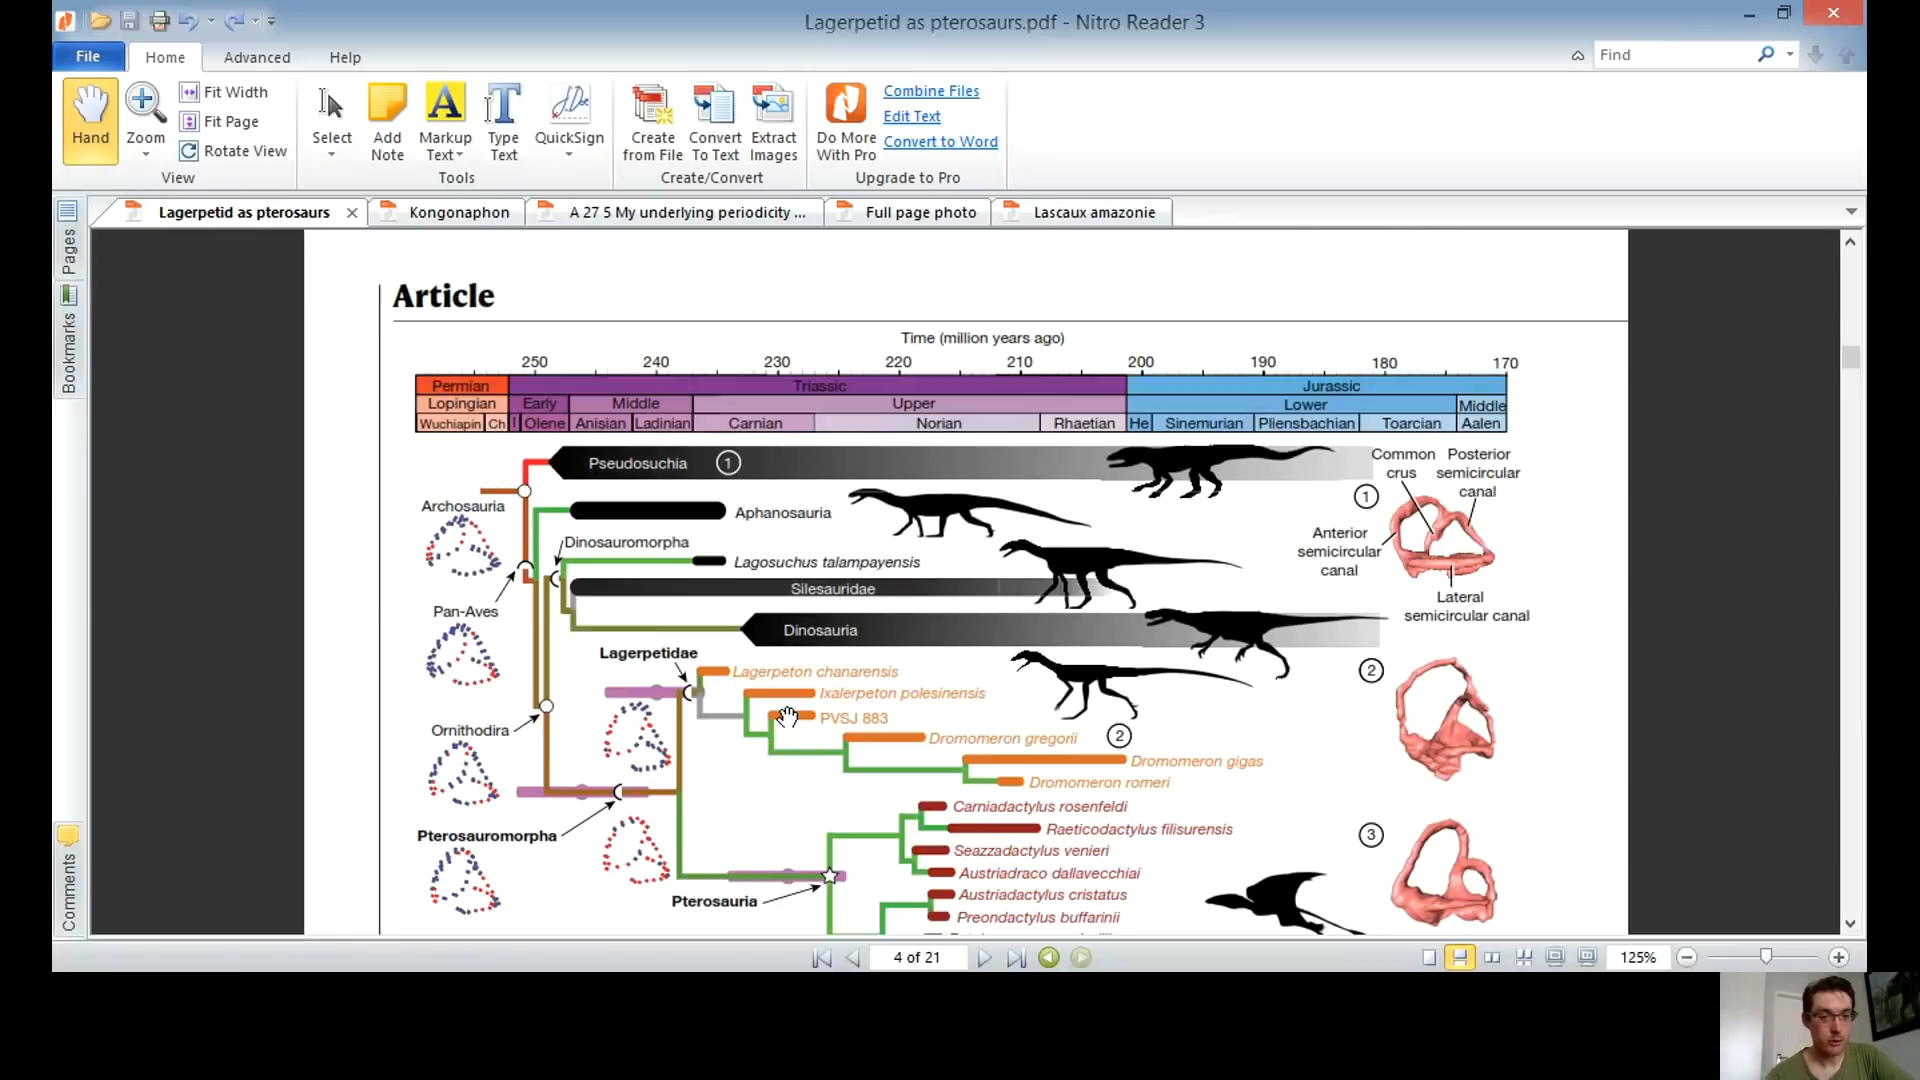 Lagerpetid as pterosaurs.pdf - Nitro Reader 3
File
Home
Advanced
Help
Find
Hand
Zoom
Fit Width
Fit Page
Rotate View
View
Select
Add Note
Markup Text
Type Text
QuickSign
Tools
Create from File
Convert To Text
Extract Images
Create/Convert
Do More With Pro
Combine Files
Edit Text
Convert to Word
Upgrade to Pro
Lagerpetid as pterosaurs
Kongonaphon
A 27 5 My underlying periodicity ...
Full page photo
Lascaux amazonie
Pages
Bookmarks
Comments
Article
Time (million years ago)
250 240 230 220 210 200 190 180 170
Permian Triassic Jurassic
Lopingian Early Middle Upper Lower Middle
Wuchiapin Ch I Olene Anisian Ladinian Carnian Norian Rhaetian He Sinemurian Pliensbachian Toarcian Aalen
Pseudosuchia 1
Common crus
Posterior semicircular canal
1
Archosauria
Aphanosauria
Anterior semicircular canal
Dinosauromorpha
Lagosuchus talampayensis
Silesauridae
Lateral semicircular canal
Pan-Aves
Dinosauria
Lagerpetidae
Lagerpeton chanarensis
2
Ixalerpeton polesinensis
PVSJ 883
Ornithodira
Dromomeron gregorii
2
Dromomeron gigas
Dromomeron romeri
Carniadactylus rosenfeldi
Pterosauromorpha
Raeticodactylus filisurensis
3
Seazzadactylus venieri
Austriadraco dallavecchiai
Pterosauria
Austriadactylus cristatus
Preondactylus buffarinii
4 of 21
125%